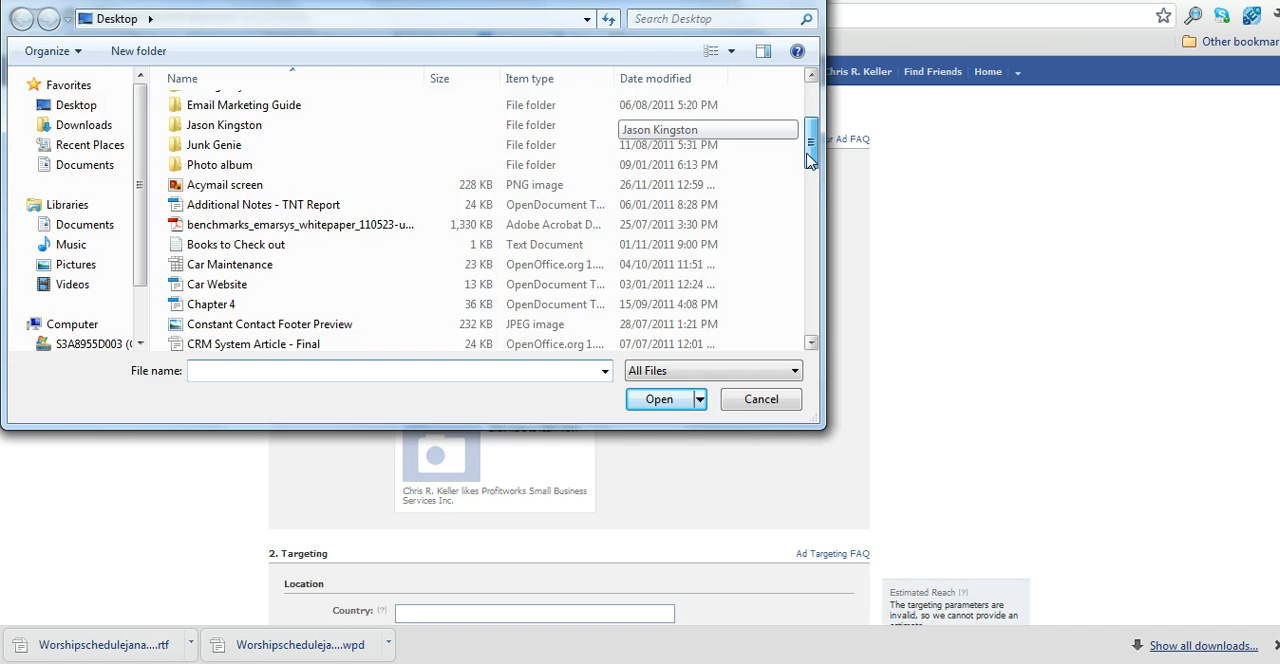 Desktop
Search Desktop
Organize
New folder
Other bookmar
Chris R. Keller
Find Friends
Home
Favorites
Desktop
Downloads
Recent Places
Documents
Libraries
Documents
Music
Pictures
Videos
Computer
S3A8955D003 (
Name Size Item type Date modified
Email Marketing Guide File folder 06/08/2011 5:20 PM
Jason Kingston File folder
Jason Kingston
Junk Genie File folder 11/08/2011 5:31 PM
Photo album File folder 09/01/2011 6:13 PM
Acymail screen 228 KB PNG image 26/11/2011 12:59 ...
Additional Notes - TNT Report 24 KB OpenDocument T... 06/01/2011 8:28 PM
benchmarks_emarsys_whitepaper_110523-u... 1,330 KB Adobe Acrobat D... 25/07/2011 3:30 PM
Books to Check out 1 KB Text Document 01/11/2011 9:00 PM
Car Maintenance 23 KB OpenOffice.org 1.... 04/10/2011 11:51 ...
Car Website 13 KB OpenDocument T... 03/01/2011 12:24 ...
Chapter 4 36 KB OpenDocument T... 15/09/2011 4:08 PM
Constant Contact Footer Preview 232 KB JPEG image 28/07/2011 1:21 PM
CRM System Article - Final 24 KB OpenOffice.org 1.... 07/07/2011 12:01 ...
ur Ad FAQ
File name:
All Files
Open
Cancel
Chris R. Keller likes Profitworks Small Business
Services Inc.
2. Targeting
Ad Targeting FAQ
Location
Country: [?]
Estimated Reach [?]
The targeting parameters are
invalid, so we cannot provide an
Worshipschedulejana....rtf
Worshipscheduleja....wpd
Show all downloads...